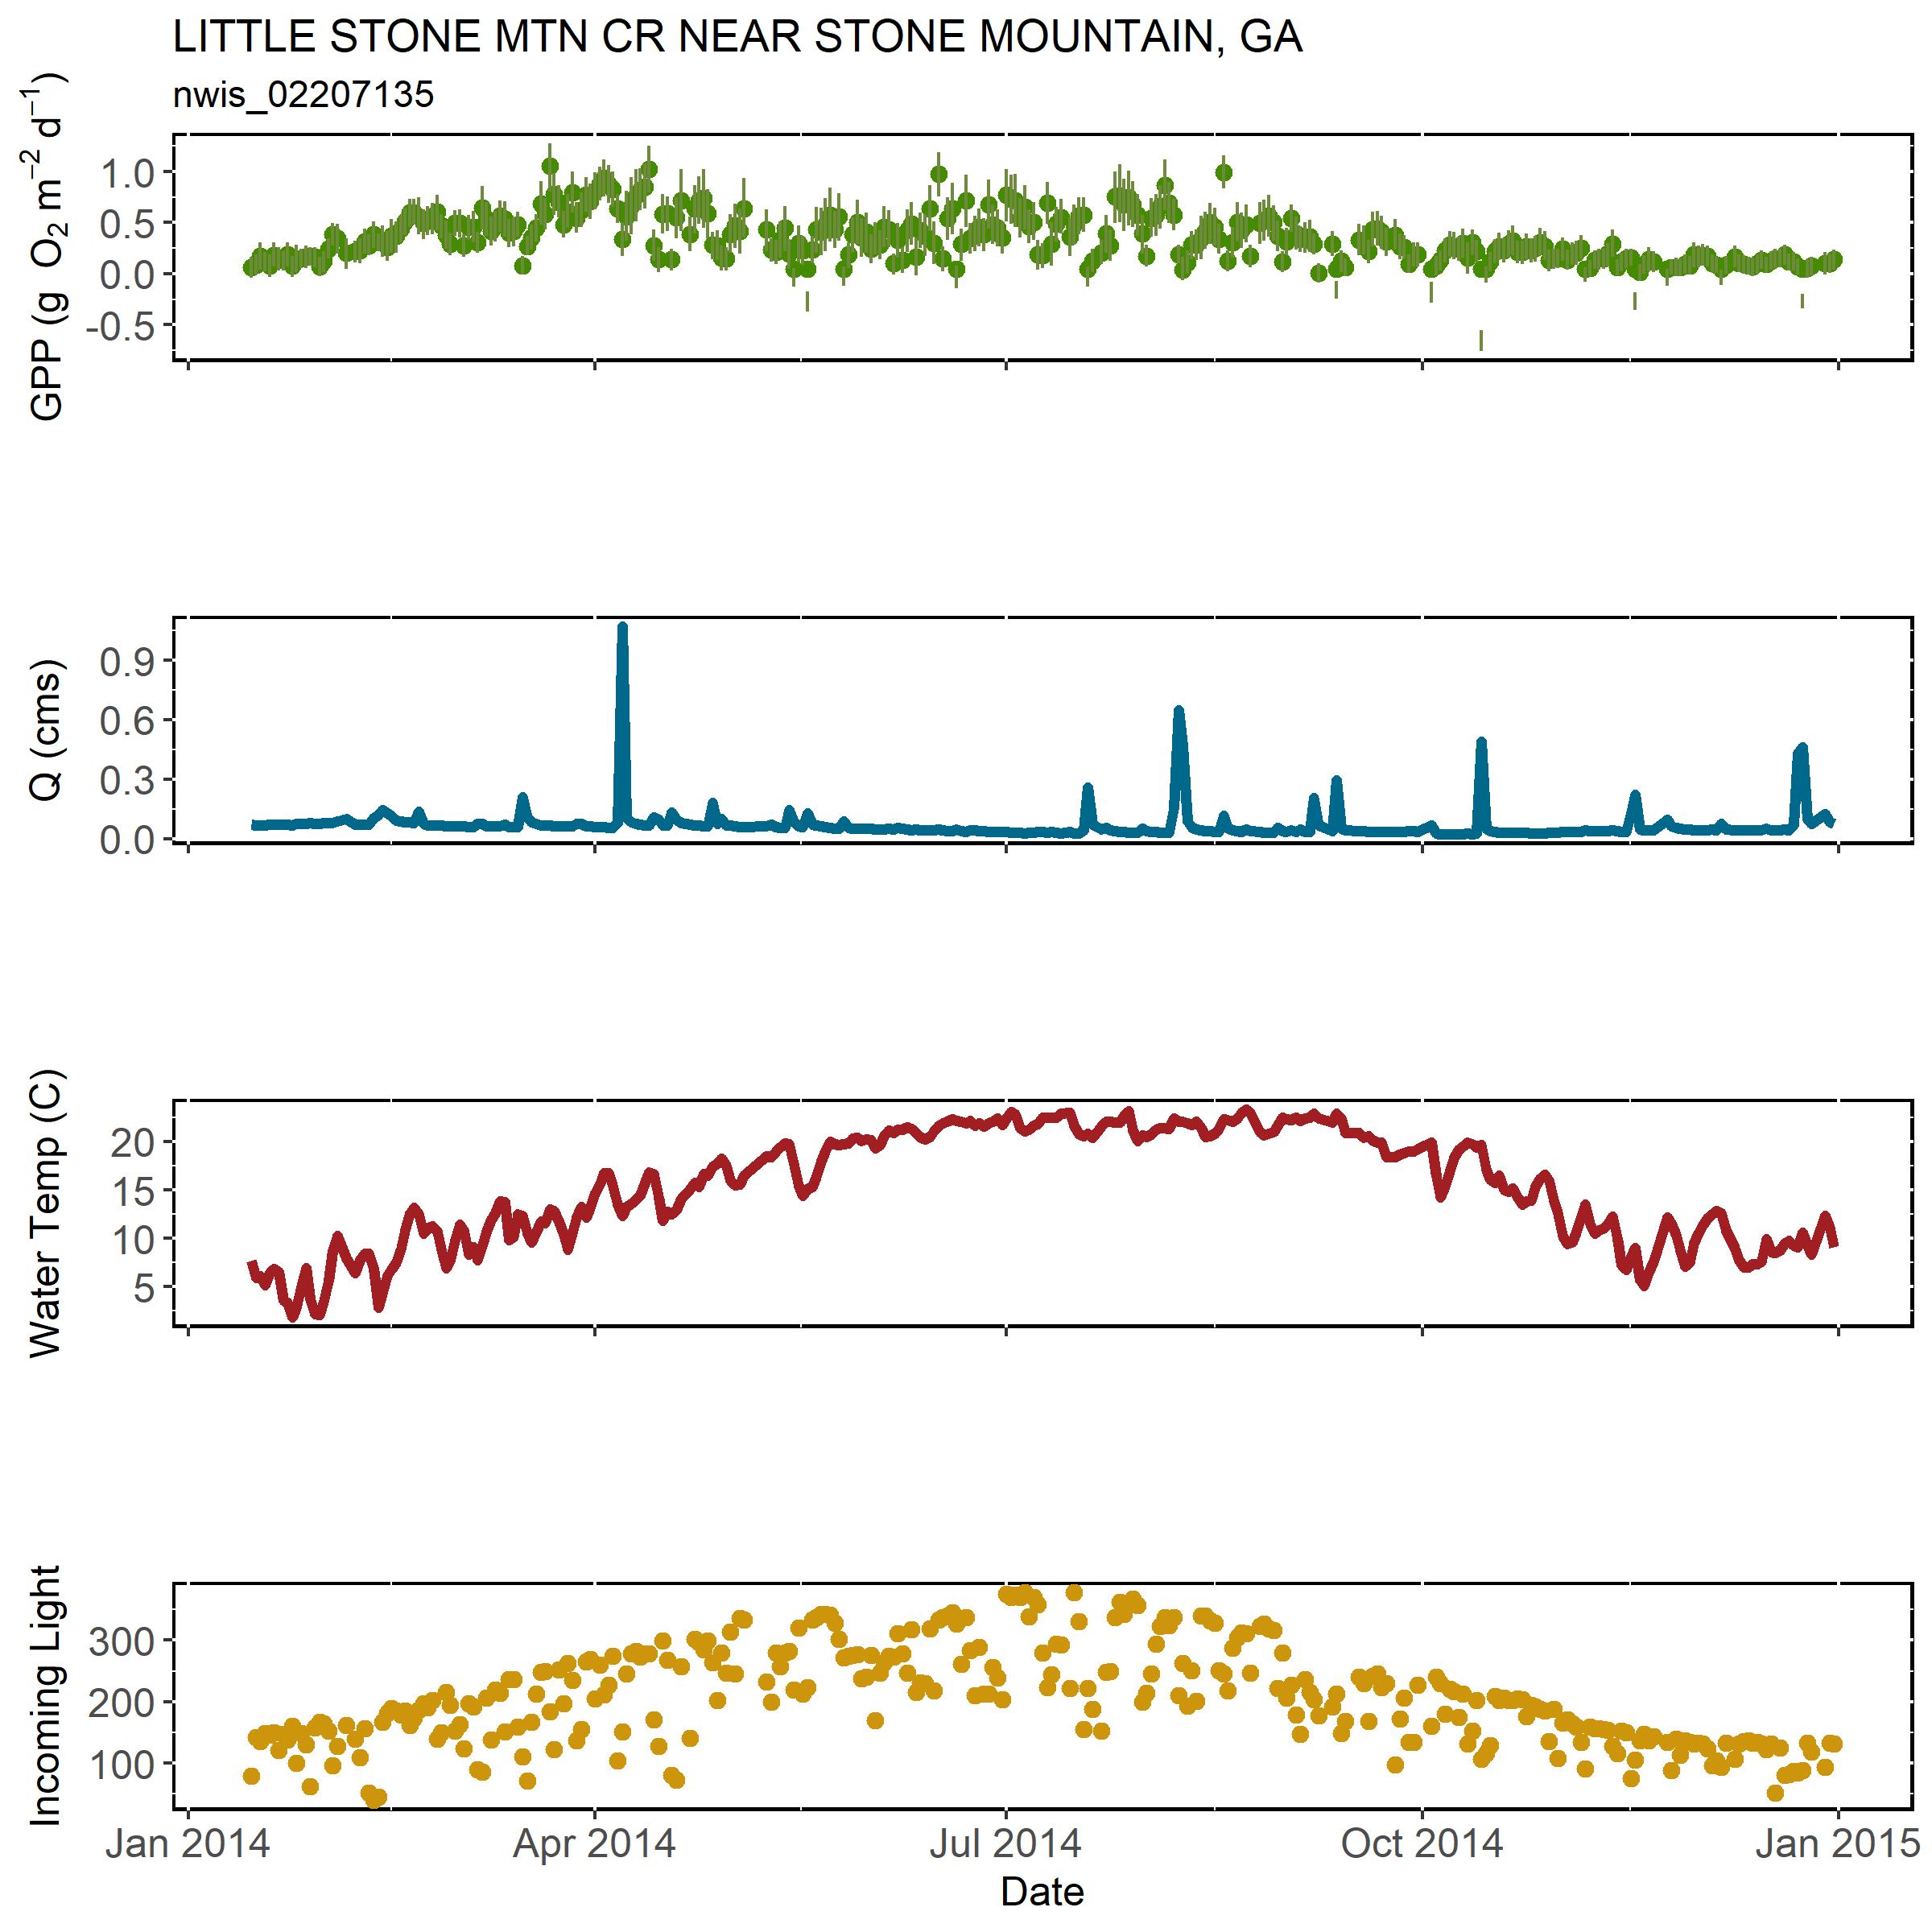 LITTLE STONE MTN CR NEAR STONE MOUNTAIN, GA
nwis_02207135
GPP (g O₂ m⁻² d⁻¹)
1.0
0.5
0.0
-0.5
Q (cms)
0.9
0.6
0.3
0.0
Water Temp (C)
20
15
10
5
Incoming Light
300
200
100
Jan 2014 Apr 2014 Jul 2014 Oct 2014 Jan 2015
Date